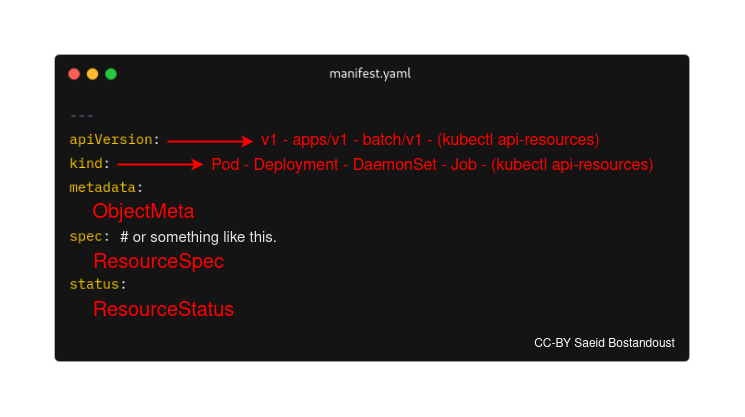 manifest.yaml
---
apiVersion: v1 - apps/v1 - batch/v1 - (kubectl api-resources)
kind: Pod - Deployment - DaemonSet - Job - (kubectl api-resources)
metadata:
ObjectMeta
spec: # or something like this.
ResourceSpec
status:
ResourceStatus
CC-BY Saeid Bostandoust